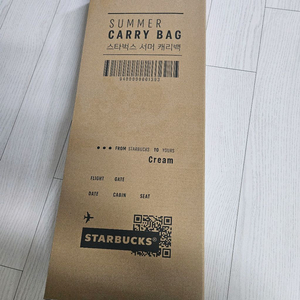 SUMMER
CARRY BAG
스타벅스 서머 캐리백
FROM STARBUCKS TO YOURS
Cream
FLIGHT GATE
DATE CABIN SEAT
STARBUCKS